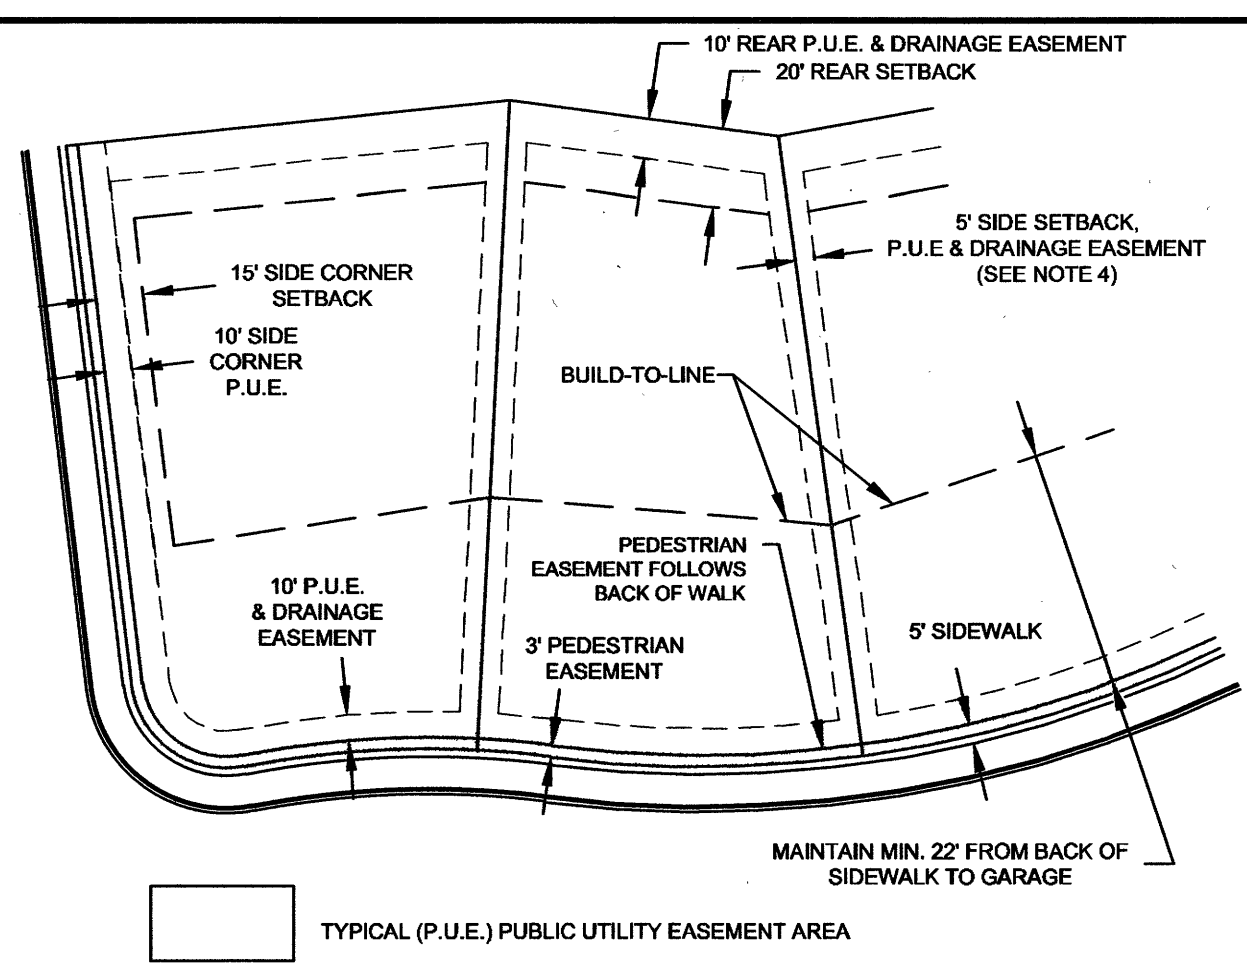 10' REAR P.U.E. & DRAINAGE EASEMENT
20' REAR SETBACK
5' SIDE SETBACK,
P.U.E & DRAINAGE EASEMENT
(SEE NOTE 4)
15' SIDE CORNER
SETBACK
10' SIDE
CORNER
P.U.E.
BUILD-TO-LINE
PEDESTRIAN
EASEMENT FOLLOWS
BACK OF WALK
10' P.U.E.
& DRAINAGE
EASEMENT
3' PEDESTRIAN
EASEMENT
5' SIDEWALK
MAINTAIN MIN. 22' FROM BACK OF
SIDEWALK TO GARAGE
TYPICAL (P.U.E.) PUBLIC UTILITY EASEMENT AREA